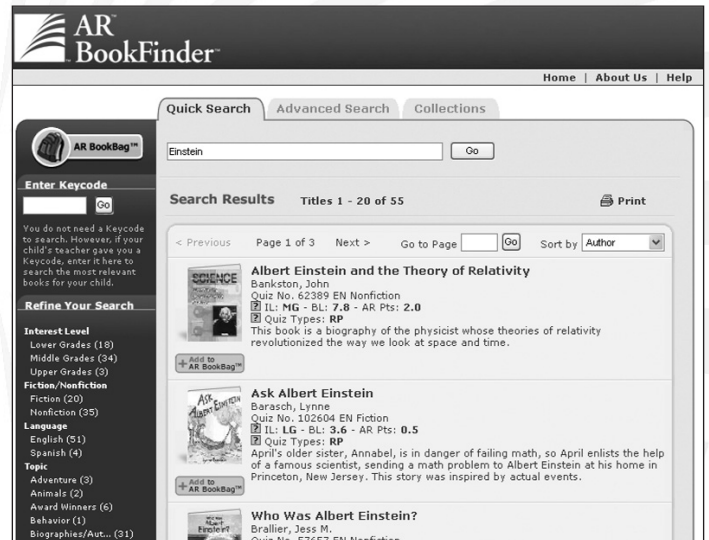 AR™
BookFinder™
Home | About Us | Help
Quick Search
Advanced Search
Collections
AR BookBag™
Einstein
Go
Enter Keycode
Go
You do not need a Keycode
to search. However, if your
child's teacher gave you a
Keycode, enter it here to
search the most relevant
books for your child.
Refine Your Search
Interest Level
Lower Grades (18)
Middle Grades (34)
Upper Grades (3)
Fiction/Nonfiction
Fiction (20)
Nonfiction (35)
Language
English (51)
Spanish (4)
Topic
Adventure (3)
Animals (2)
Award Winners (6)
Behavior (1)
Biographies/Aut... (31)
Search Results Titles 1 - 20 of 55
Print
< Previous Page 1 of 3 Next > Go to Page Go Sort by Author
SCIENCE
Albert Einstein and the Theory of Relativity
Bankston, John
Quiz No. 62389 EN Nonfiction
? IL: MG - BL: 7.8 - AR Pts: 2.0
? Quiz Types: RP
This book is a biography of the physicist whose theories of relativity
revolutionized the way we look at space and time.
+ Add to
AR BookBag™
ASK
ALBERT EINSTEIN
Ask Albert Einstein
Barasch, Lynne
Quiz No. 102604 EN Fiction
? IL: LG - BL: 3.6 - AR Pts: 0.5
? Quiz Types: RP
April's older sister, Annabel, is in danger of failing math, so April enlists the help
of a famous scientist, sending a math problem to Albert Einstein at his home in
Princeton, New Jersey. This story was inspired by actual events.
+ Add to
AR BookBag™
Who Was Albert Einstein?
Brallier, Jess M.
Quiz No. 57657 EN Nonfiction